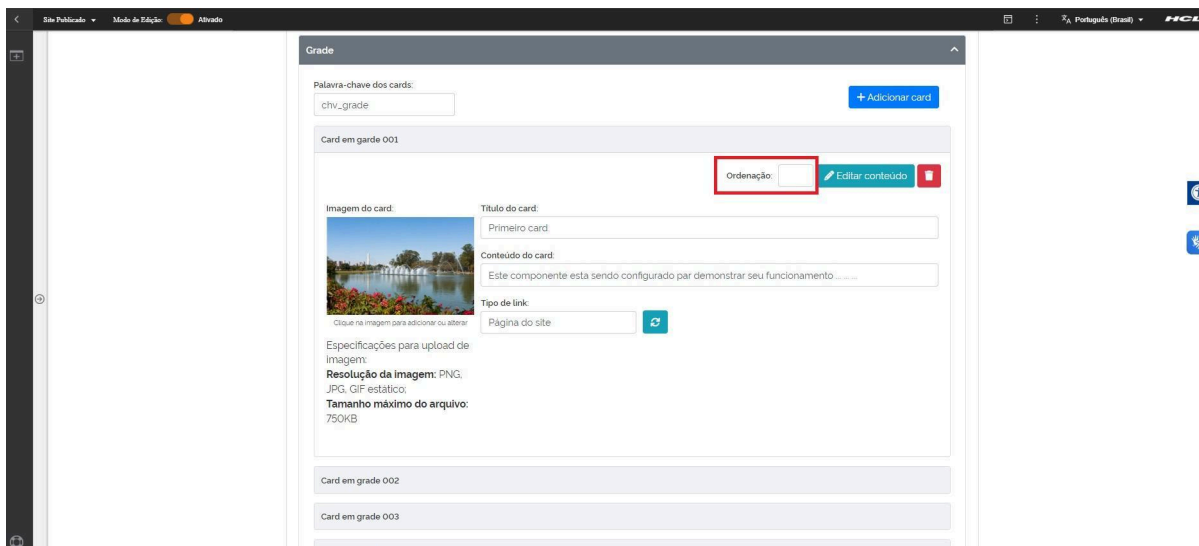 Site Publicado
Modo de Edição:
Ativado
Português (Brasil)
HCL
Grade
Palavra-chave dos cards:
chv_grade
+ Adicionar card
Card em garde 001
Ordenação:
Editar conteúdo
Imagem do card:
Clique na imagem para adicionar ou alterar
Especificações para upload de
imagem:
Resolução da imagem: PNG,
JPG, GIF estático;
Tamanho máximo do arquivo:
750KB
Título do card:
Primeiro card
Conteúdo do card:
Este componente esta sendo configurado par demonstrar seu funcionamento .........
Tipo de link:
Página do site
Card em grade 002
Card em grade 003